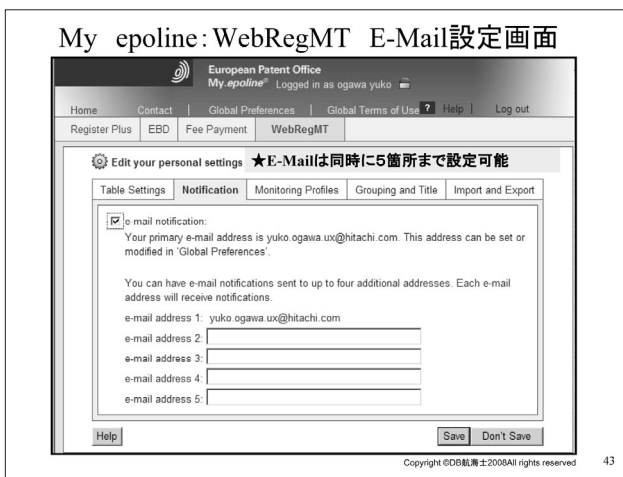 My epoline：WebRegMT E-Mail設定画面
European Patent Office
My.epoline® Logged in as ogawa yuko
Home Contact | Global Preferences | Global Terms of Use ? Help | Log out
Register Plus EBD Fee Payment WebRegMT
Edit your personal settings ★E-Mailは同時に5箇所まで設定可能
Table Settings Notification Monitoring Profiles Grouping and Title Import and Export
e-mail notification:
Your primary e-mail address is yuko.ogawa.ux@hitachi.com. This address can be set or
modified in 'Global Preferences'.
You can have e-mail notifications sent to up to four additional addresses. Each e-mail
address will receive notifications.
e-mail address 1: yuko.ogawa.ux@hitachi.com
e-mail address 2:
e-mail address 3:
e-mail address 4:
e-mail address 5:
Help Save Don't Save
Copyright ©DB航海士2008All rights reserved 43